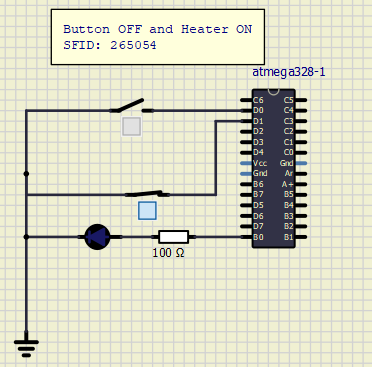 Button OFF and Heater ON
SFID: 265054
atmega328-1
C6 C5
D0 C4
D1 C3
D2 C2
D3 C1
D4 C0
Vcc Gnd
Gnd Ar
B6 A+
B7 B5
D5 B4
D6 B3
D7 B2
B0 B1
100 Ω